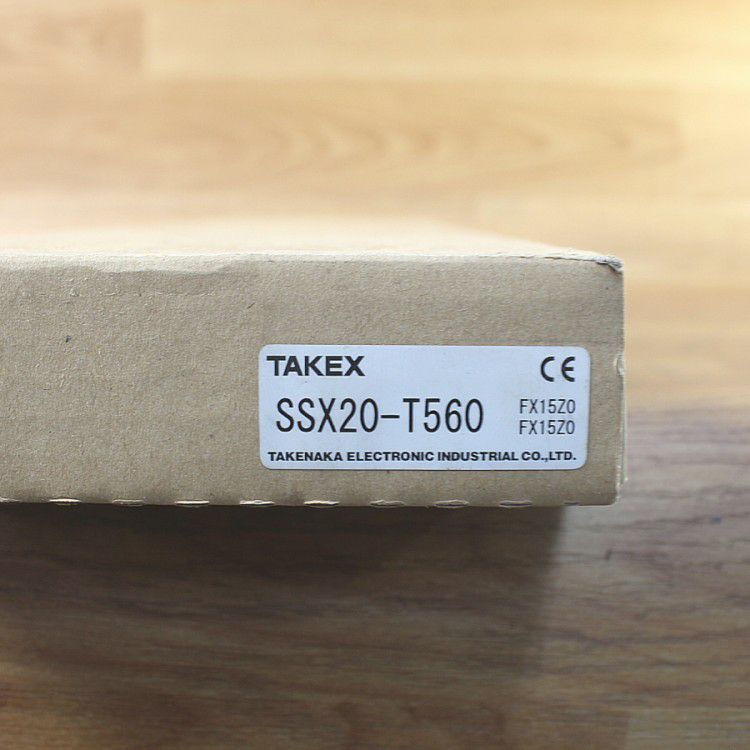 TAKEX CE
SSX20-T560
FX15Z0
FX15Z0
TAKENAKA ELECTRONIC INDUSTRIAL CO.,LTD.